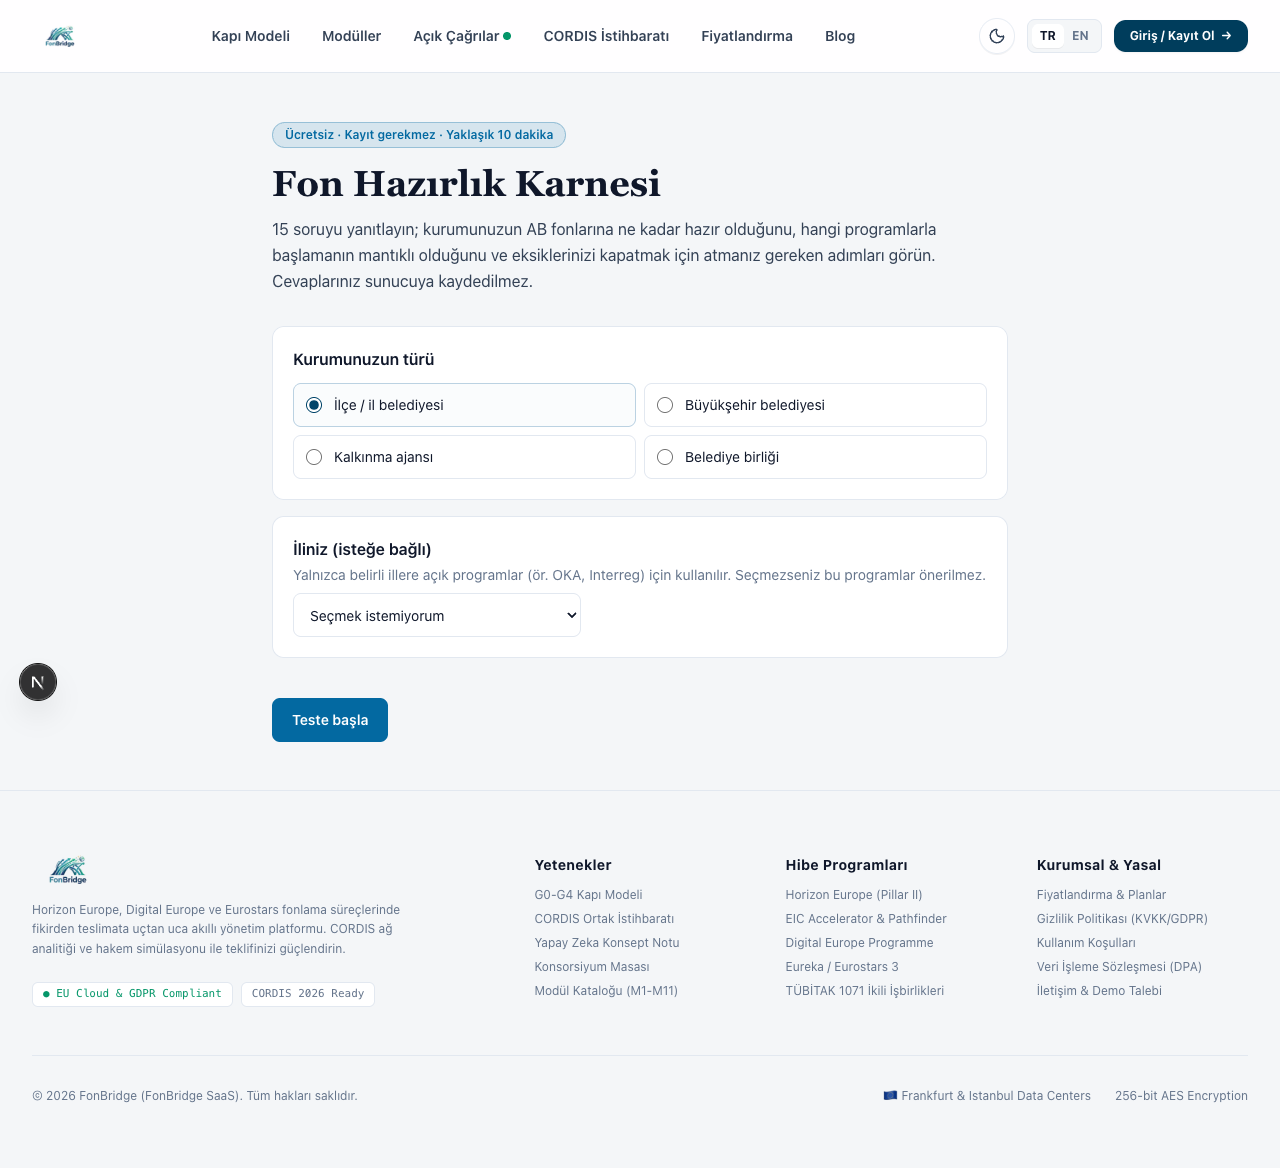 FonBridge
Kapı Modeli
Modüller
Açık Çağrılar
CORDIS İstihbaratı
Fiyatlandırma
Blog
TR
EN
Giriş / Kayıt Ol →
Ücretsiz · Kayıt gerekmez · Yaklaşık 10 dakika
Fon Hazırlık Karnesi
15 soruyu yanıtlayın; kurumunuzun AB fonlarına ne kadar hazır olduğunu, hangi programlarla
başlamanın mantıklı olduğunu ve eksiklerinizi kapatmak için atmanız gereken adımları görün.
Cevaplarınız sunucuya kaydedilmez.
Kurumunuzun türü
İlçe / il belediyesi
Büyükşehir belediyesi
Kalkınma ajansı
Belediye birliği
İliniz (isteğe bağlı)
Yalnızca belirli illere açık programlar (ör. OKA, Interreg) için kullanılır. Seçmezseniz bu programlar önerilmez.
Seçmek istemiyorum
N
Teste başla
FonBridge
Horizon Europe, Digital Europe ve Eurostars fonlama süreçlerinde
fikirden teslimata uçtan uca akıllı yönetim platformu. CORDIS ağ
analitiği ve hakem simülasyonu ile teklifinizi güçlendirin.
● EU Cloud & GDPR Compliant
CORDIS 2026 Ready
Yetenekler
G0-G4 Kapı Modeli
CORDIS Ortak İstihbaratı
Yapay Zeka Konsept Notu
Konsorsiyum Masası
Modül Kataloğu (M1-M11)
Hibe Programları
Horizon Europe (Pillar II)
EIC Accelerator & Pathfinder
Digital Europe Programme
Eureka / Eurostars 3
TÜBİTAK 1071 İkili İşbirlikleri
Kurumsal & Yasal
Fiyatlandırma & Planlar
Gizlilik Politikası (KVKK/GDPR)
Kullanım Koşulları
Veri İşleme Sözleşmesi (DPA)
İletişim & Demo Talebi
© 2026 FonBridge (FonBridge SaaS). Tüm hakları saklıdır.
🇪🇺 Frankfurt & Istanbul Data Centers
256-bit AES Encryption